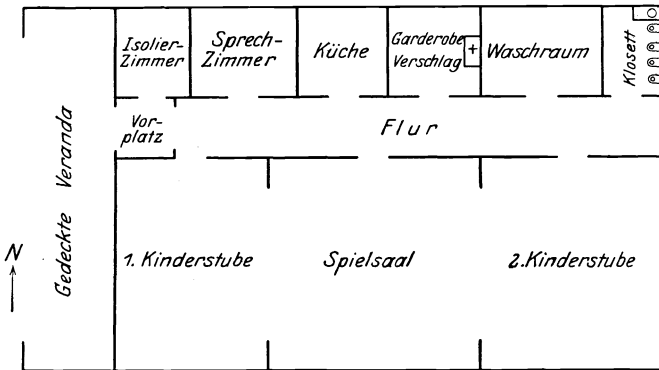 Isolier-
Zimmer
Sprech-
Zimmer
Küche
Garderobe
Verschlag
Waschraum
Klosett
Vor-
platz
Flur
Gedeckte Veranda
N
1. Kinderstube
Spielsaal
2. Kinderstube